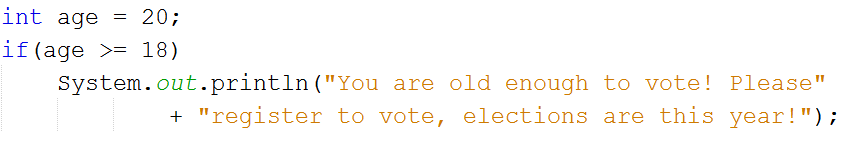 int age = 20;
if(age >= 18)
System.out.println("You are old enough to vote! Please"
+ "register to vote, elections are this year!");